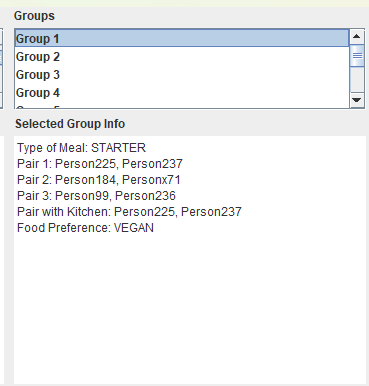 Groups
Group 1
Group 2
Group 3
Group 4
Selected Group Info
Type of Meal: STARTER
Pair 1: Person225, Person237
Pair 2: Person184, Personx71
Pair 3: Person99, Person236
Pair with Kitchen: Person225, Person237
Food Preference: VEGAN